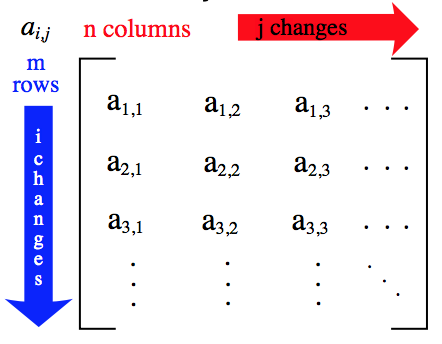 a_{i,j} n columns j changes
m
rows
i changes
a_{1,1} a_{1,2} a_{1,3} . . .
a_{2,1} a_{2,2} a_{2,3} . . .
a_{3,1} a_{3,2} a_{3,3} . . .
. . . .
. . . .
. . . .